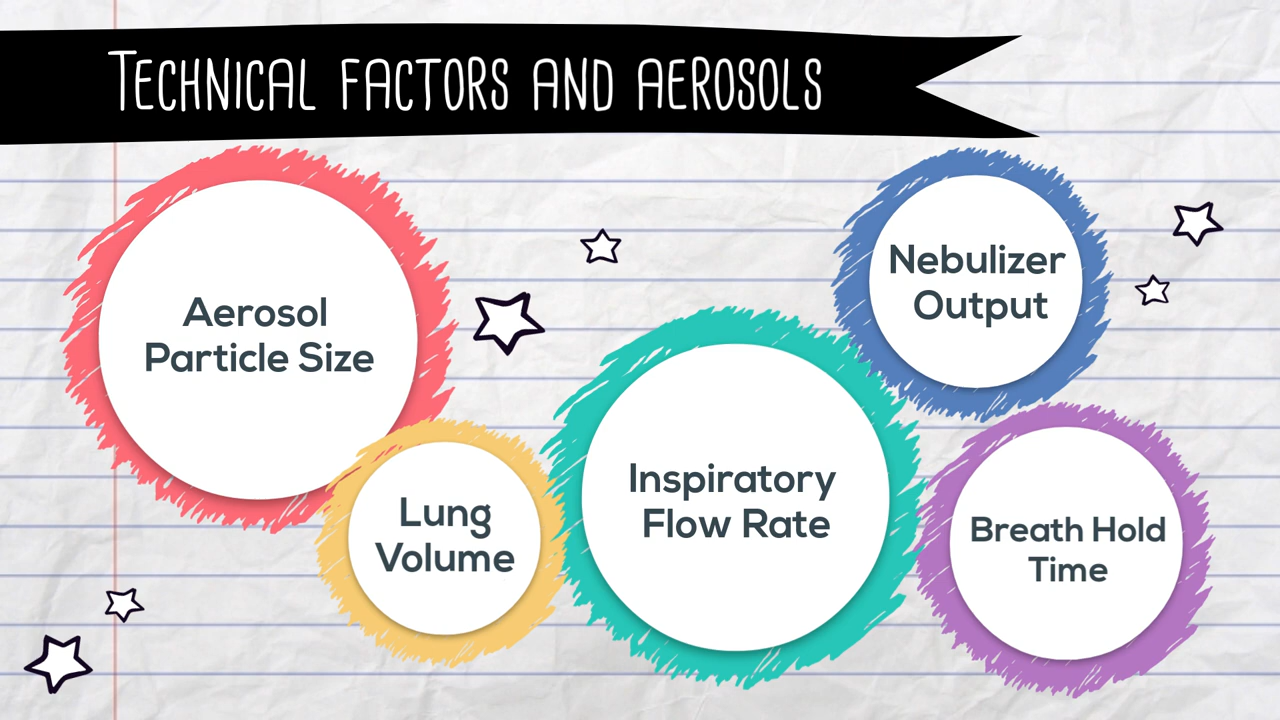 TECHNICAL FACTORS AND AEROSOLS
Aerosol
Particle Size
Lung
Volume
Inspiratory
Flow Rate
Nebulizer
Output
Breath Hold
Time